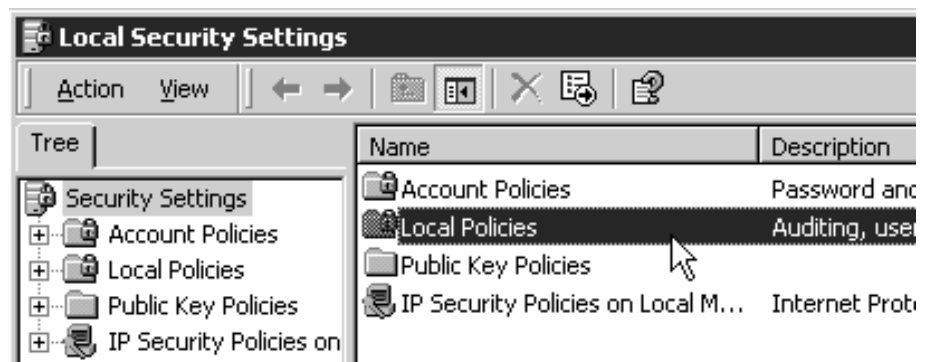 Local Security Settings
Action View
Tree
Name Description
Security Settings
Account Policies
Local Policies
Public Key Policies
IP Security Policies on
Account Policies Password and
Local Policies Auditing, user
Public Key Policies
IP Security Policies on Local M... Internet Proto